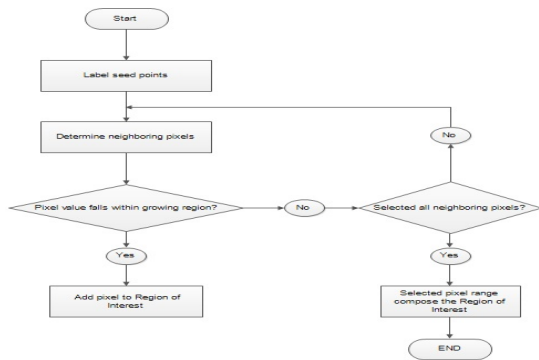 Start
Label seed points
Determine neighboring pixels
No
Pixel value falls within growing region?
No
Selected all neighboring pixels?
Yes
Yes
Add pixel to Region of
Interest
Selected pixel range
compose the Region of
Interest
END